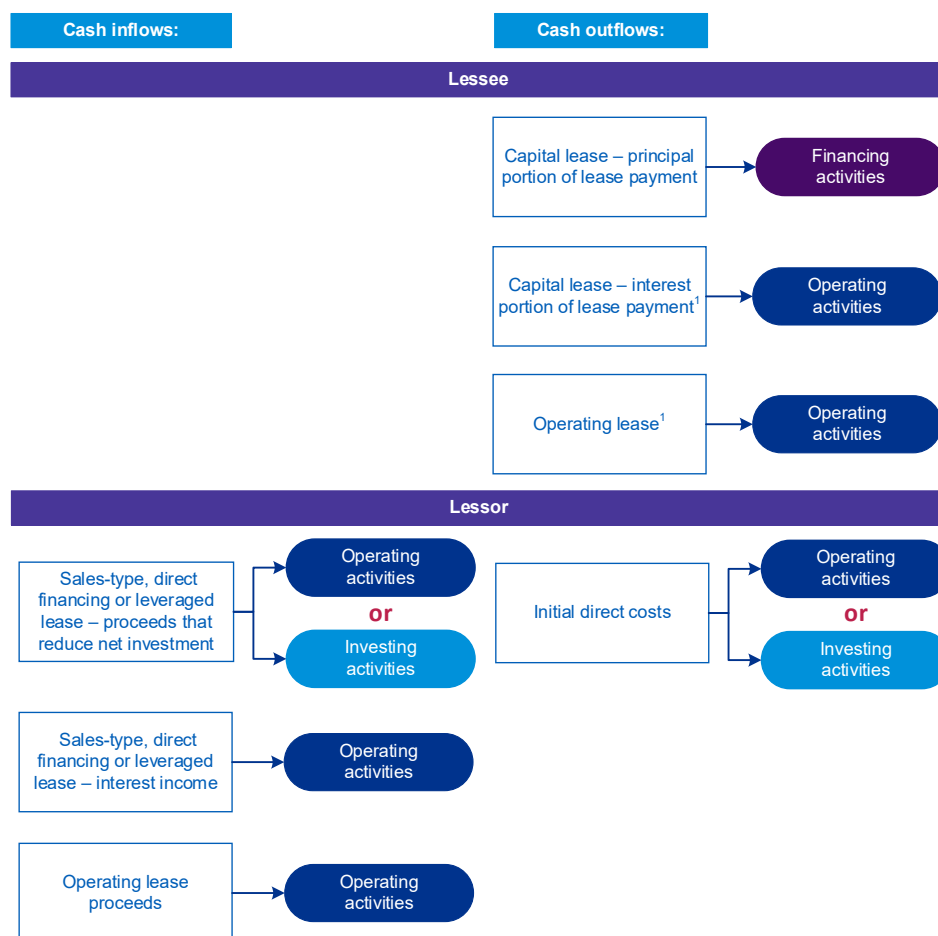 Cash inflows:
Cash outflows:
Lessee
Capital lease – principal
portion of lease payment
Financing
activities
Capital lease – interest
portion of lease payment1
Operating
activities
Operating lease1
Operating
activities
Lessor
Sales-type, direct
financing or leveraged
lease – proceeds that
reduce net investment
Operating
activities
or
Investing
activities
Initial direct costs
Operating
activities
or
Investing
activities
Sales-type, direct
financing or leveraged
lease – interest income
Operating
activities
Operating lease
proceeds
Operating
activities